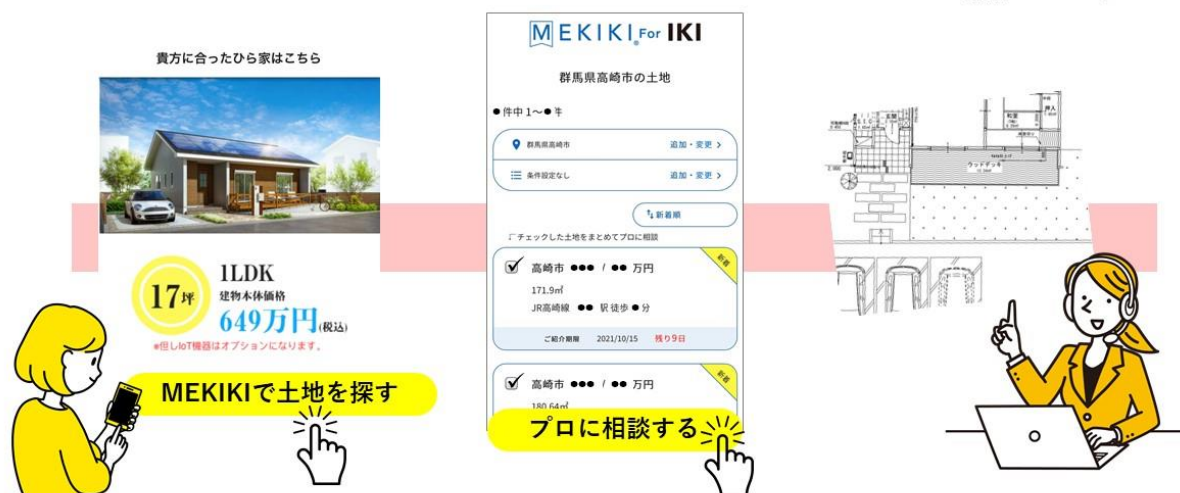 貴方に合ったひら家はこちら
17坪
1LDK
建物本体価格
649万円(税込)
※但しIoT機器はオプションになります。
MEKIKIで土地を探す
MEKIKI® For IKI
群馬県高崎市の土地
●件中1〜●件
群馬県高崎市 追加・変更 >
条件設定なし 追加・変更 >
新着順
チェックした土地をまとめてプロに相談
新着
高崎市 ●●● / ●● 万円
171.9㎡
JR高崎線 ●● 駅 徒歩 ●分
ご紹介期限 2021/10/15 残り9日
新着
高崎市 ●●● / ●● 万円
180.64㎡
プロに相談する
玄関
和室
押入
ウッドデッキ